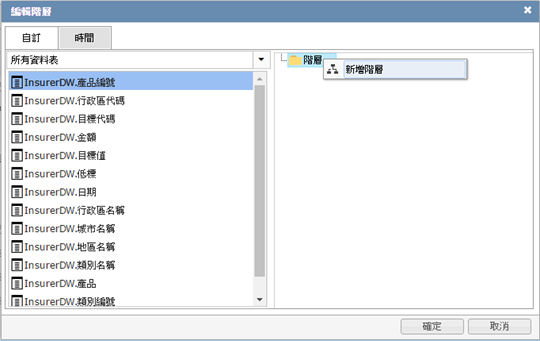 編輯階層
自訂
時間
所有資料表
InsurerDW.產品編號
InsurerDW.行政區代碼
InsurerDW.目標代碼
InsurerDW.金額
InsurerDW.目標值
InsurerDW.低標
InsurerDW.日期
InsurerDW.行政區名稱
InsurerDW.城市名稱
InsurerDW.地區名稱
InsurerDW.類別名稱
InsurerDW.產品
InsurerDW.類別編號
階層
新增階層
確定
取消